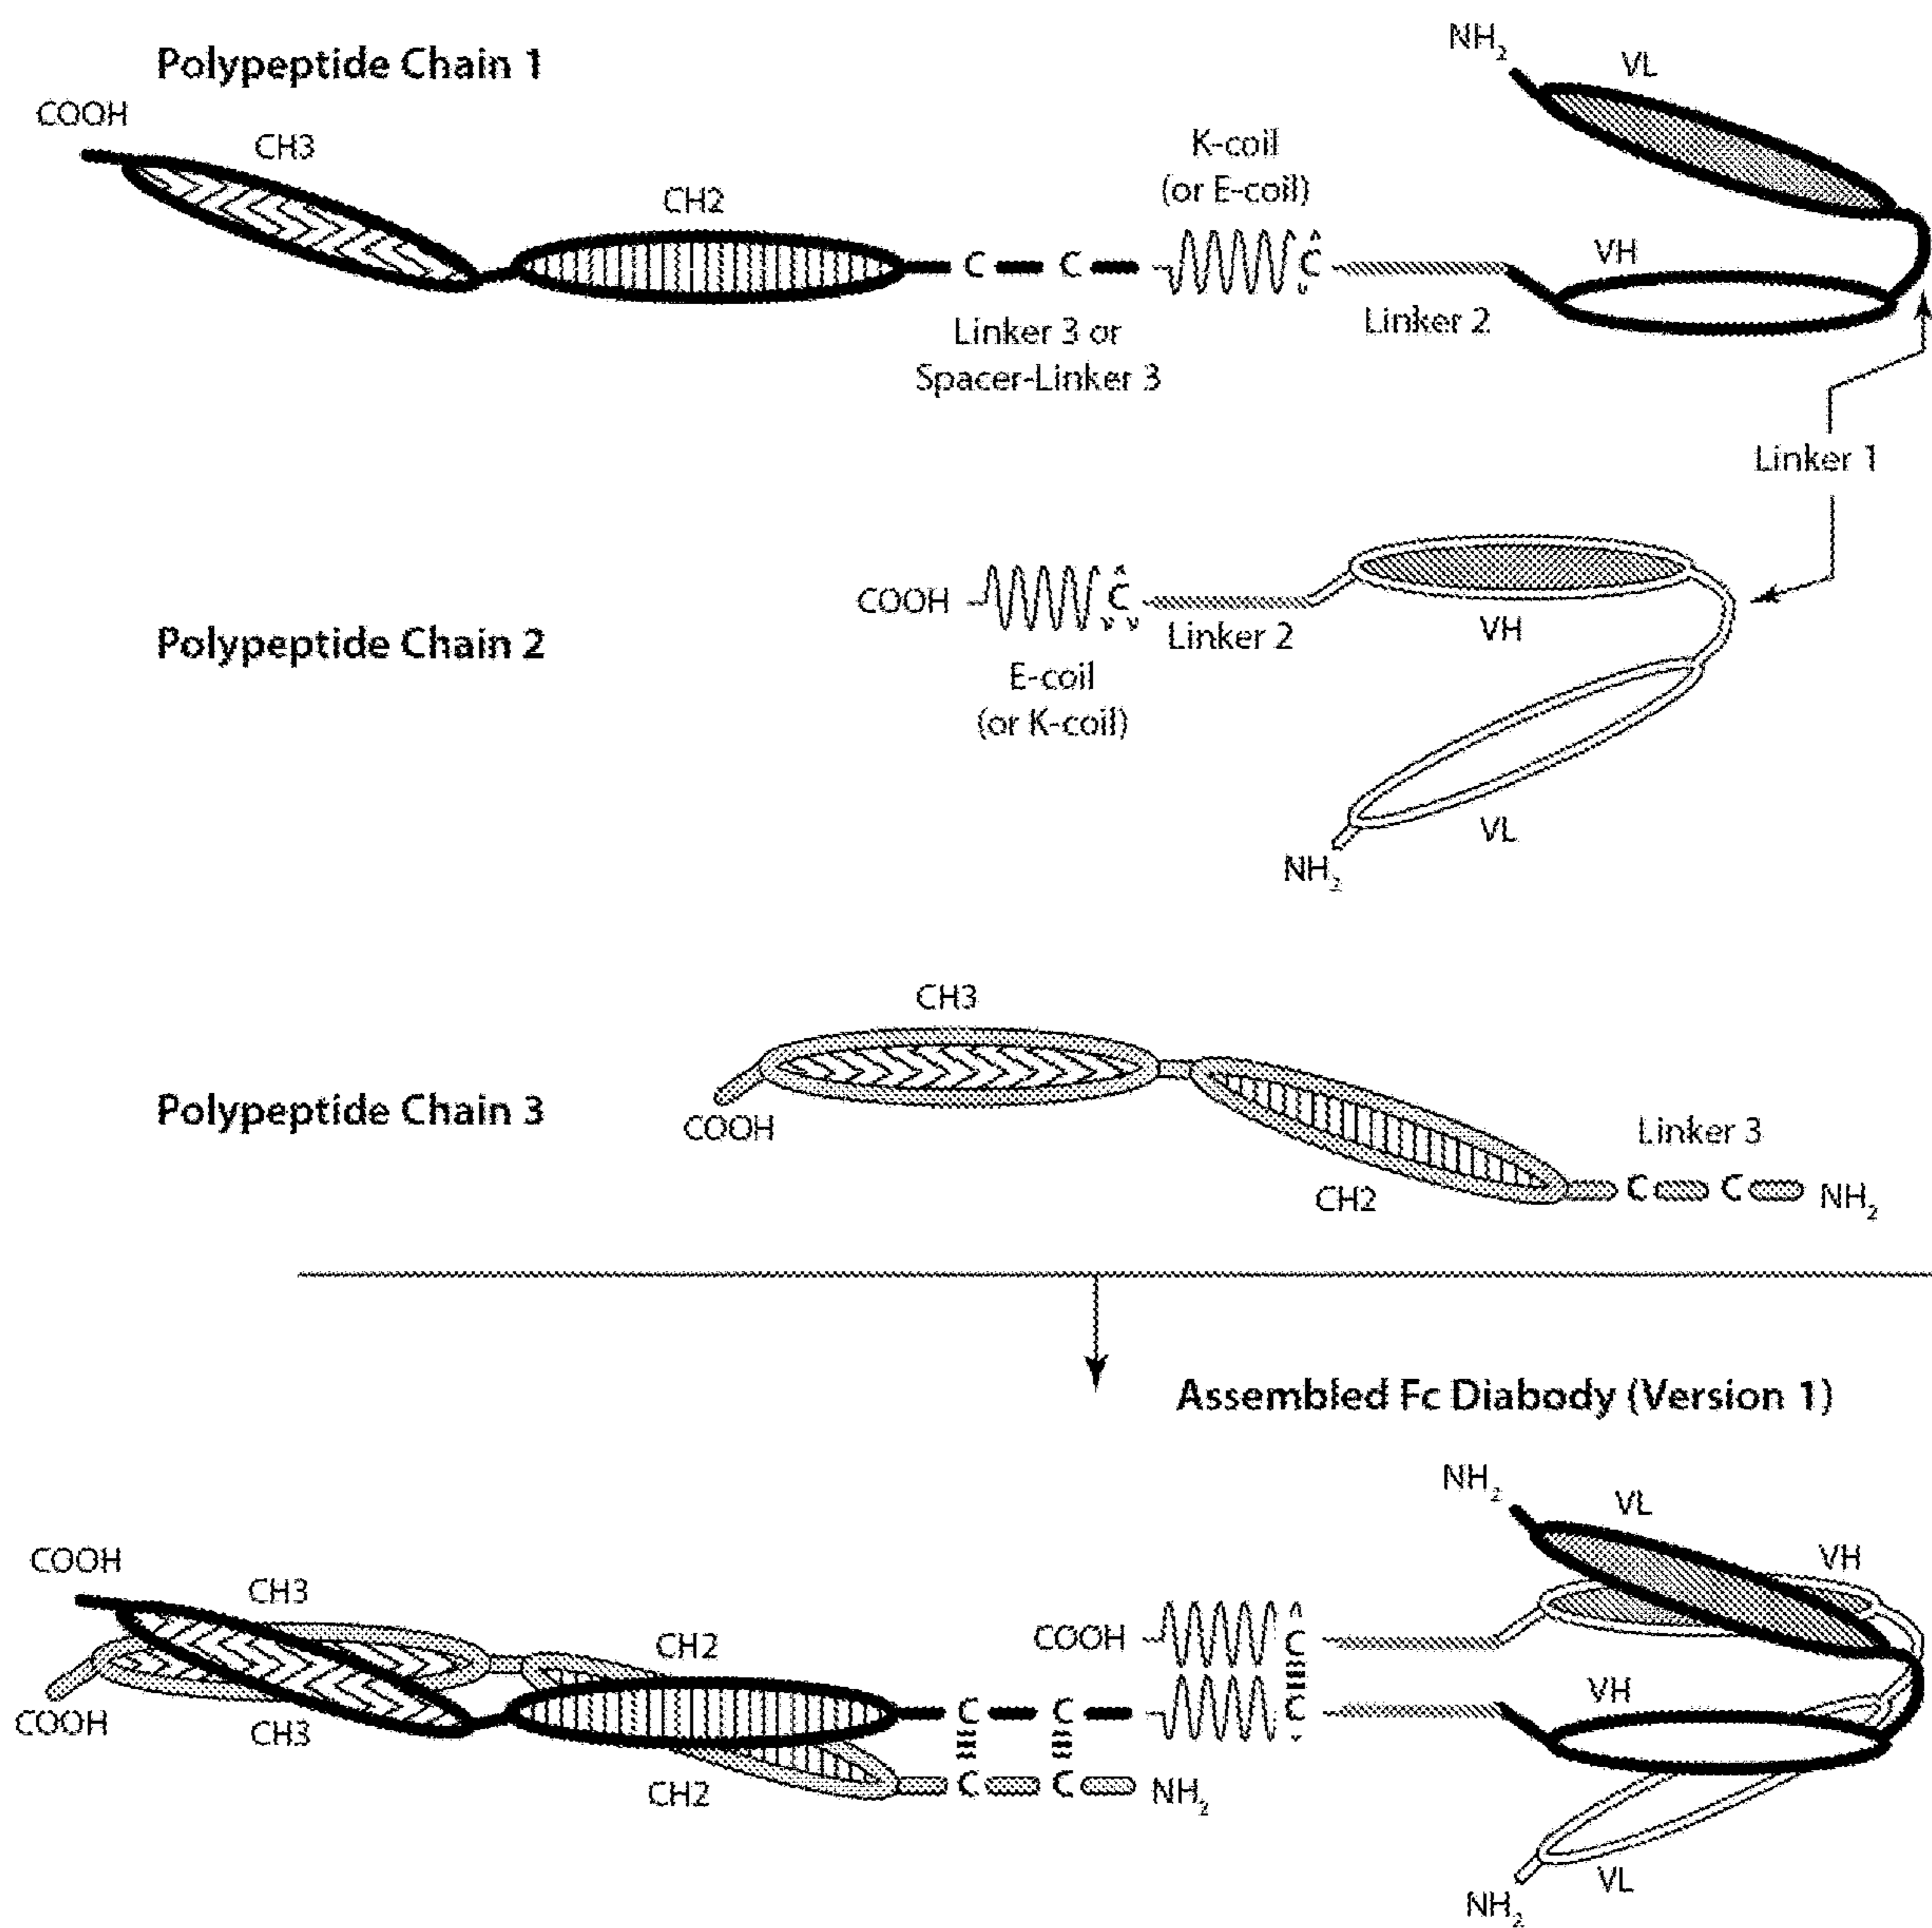 Polypeptide Chain 1
COOH
CH3
CH2
C
C
Linker 3 or
Spacer-Linker 3
K-coil
(or E-coil)
C
Linker 2
NH2
VL
VH
Linker 1
Polypeptide Chain 2
COOH
C
E-coil
(or K-coil)
Linker 2
VH
VL
NH2
Polypeptide Chain 3
CH3
COOH
CH2
Linker 3
C
C
NH2
Assembled Fc Diabody (Version 1)
COOH
CH3
COOH
CH3
CH2
CH2
C
C
C
C
NH2
COOH
C
C
NH2
VL
VH
VH
VL
NH2